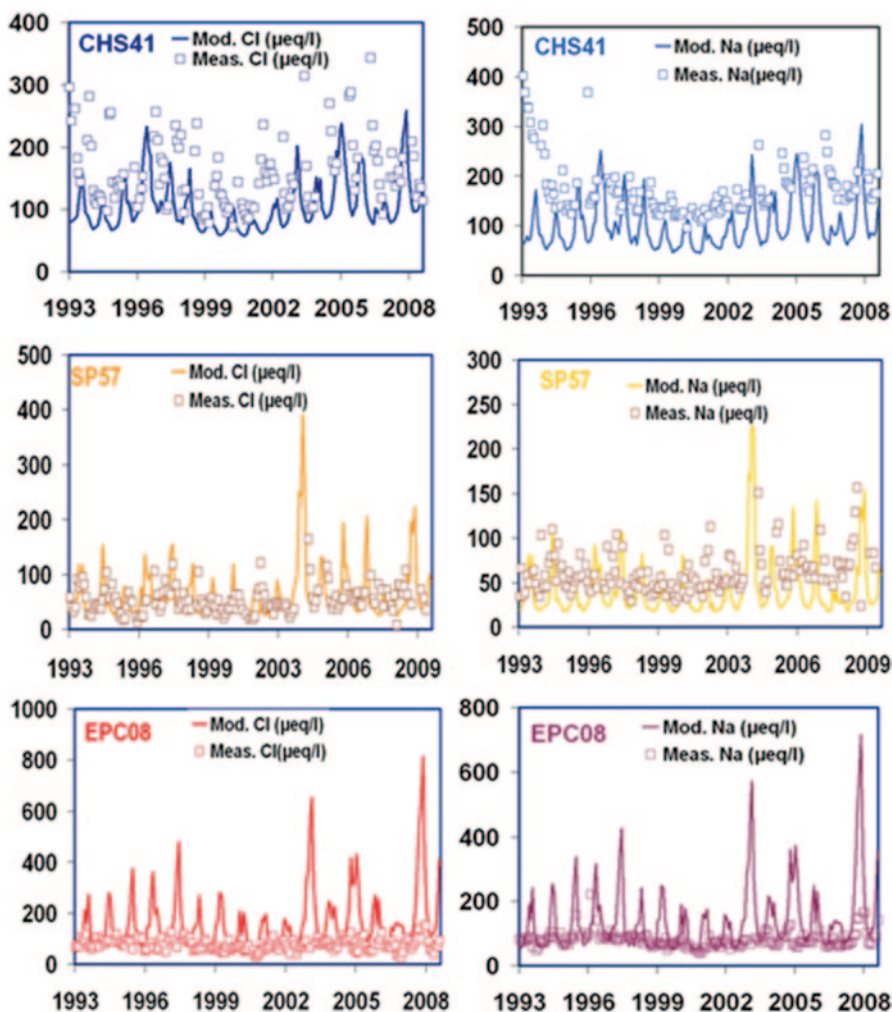 CHS41
Mod. Cl (µeq/l)
Meas. Cl (µeq/l)
400
300
200
100
0
1993 1996 1999 2002 2005 2008
CHS41
Mod. Na (µeq/l)
Meas. Na(µeq/l)
500
400
300
200
100
0
1993 1996 1999 2002 2005 2008
SP57
Mod. Cl (µeq/l)
Meas. Cl (µeq/l)
500
400
300
200
100
0
1993 1996 1999 2003 2006 2009
SP57
Mod. Na (µeq/l)
Meas. Na (µeq/l)
300
250
200
150
100
50
0
1993 1996 1999 2003 2006 2009
EPC08
Mod. Cl (µeq/l)
Meas. Cl(µeq/l)
1000
800
600
400
200
0
1993 1996 1999 2002 2005 2008
EPC08
Mod. Na (µeq/l)
Meas. Na (µeq/l)
800
600
400
200
0
1993 1996 1999 2002 2005 2008